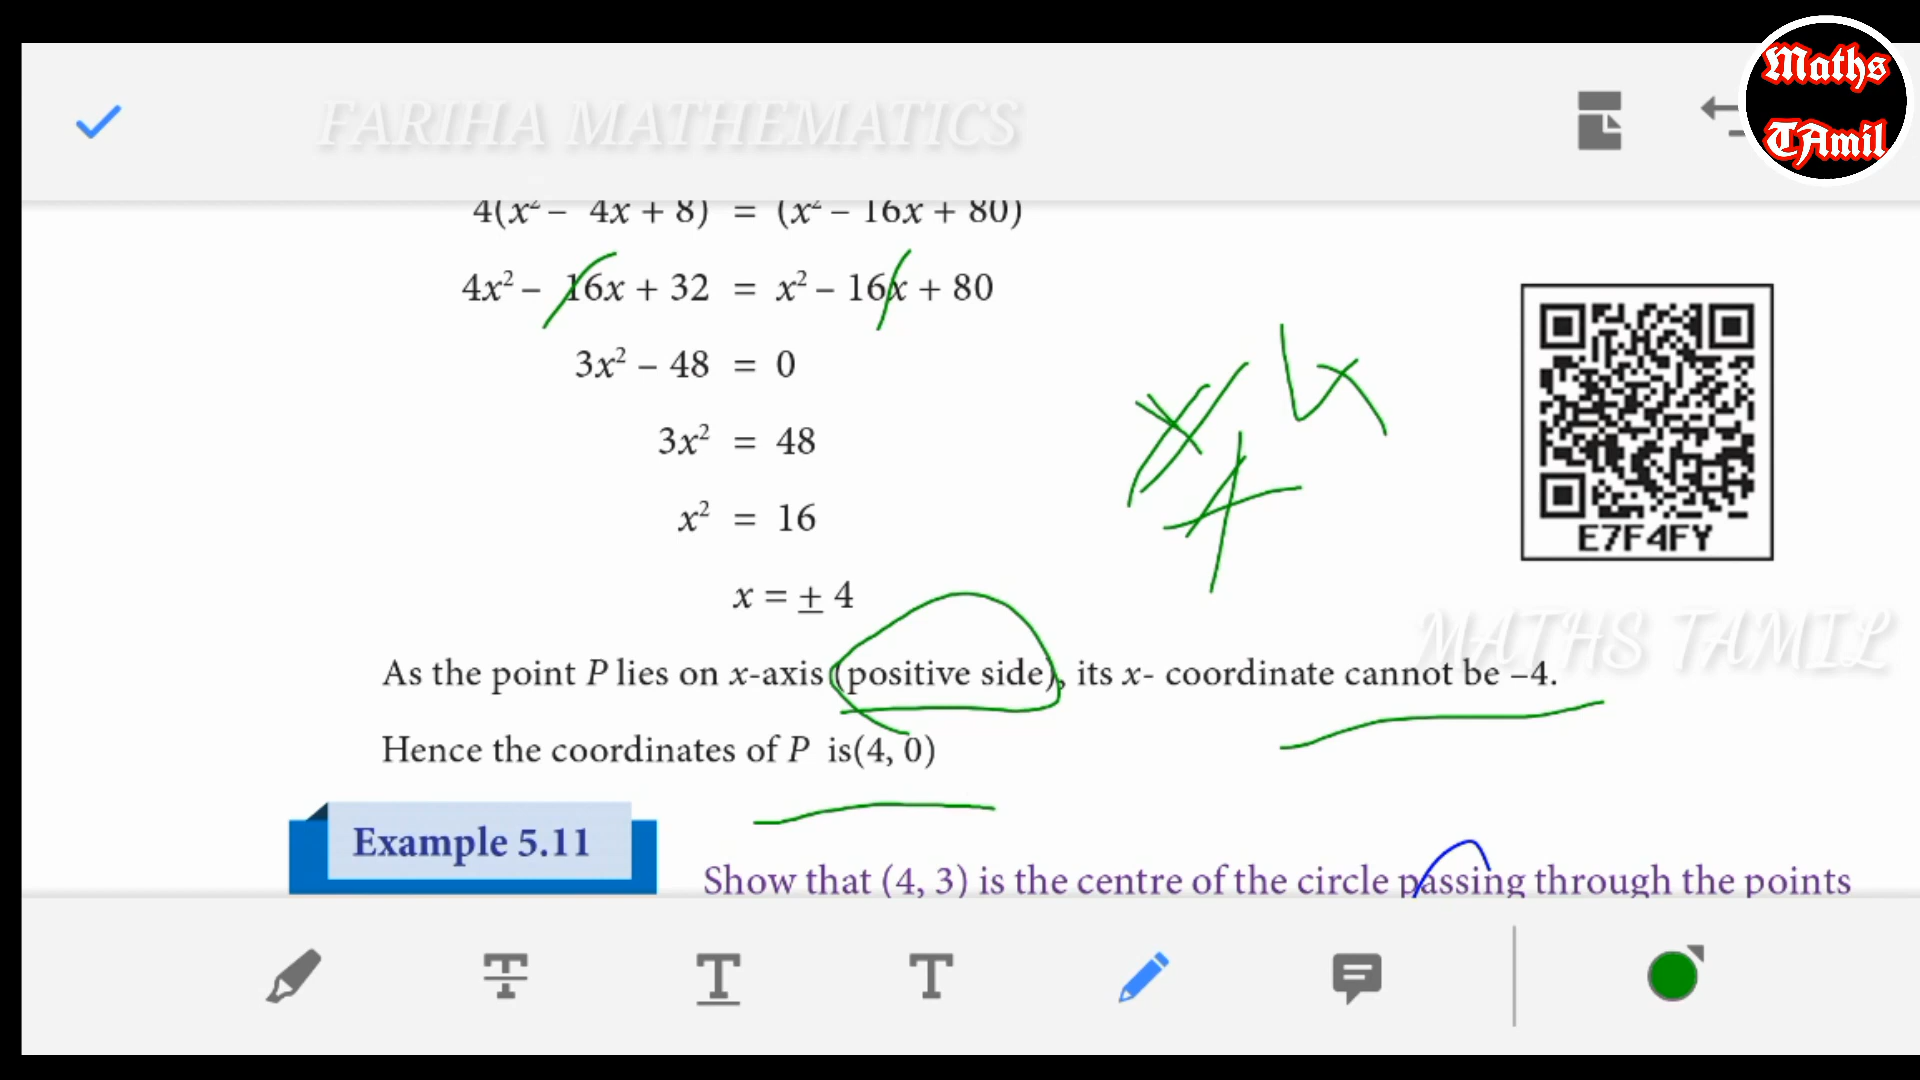 Maths
TAmil
FARIHA MATHEMATICS
4(x² – 4x + 8) = (x² – 16x + 80)
4x² – 16x + 32 = x² – 16x + 80
3x² – 48 = 0
3x² = 48
x² = 16
x = ± 4
E7F4FY
MATHS TAMIL
As the point P lies on x-axis (positive side), its x- coordinate cannot be –4.
Hence the coordinates of P is(4, 0)
Example 5.11
Show that (4, 3) is the centre of the circle passing through the points